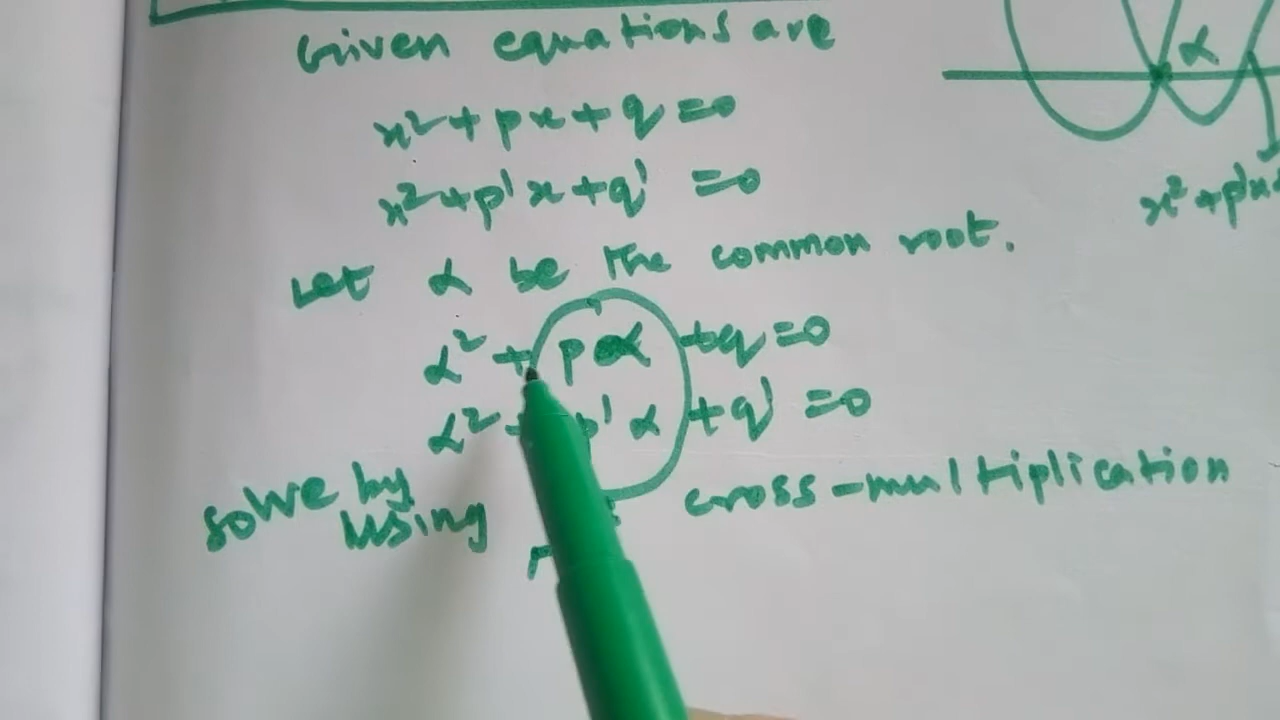 Given equations are
x² + px + q = 0
x² + p'x + q' = 0
Let α be the common root.
α² + pα + q = 0
α² + p'α + q' = 0
solve by using cross-multiplication
α
x² + p'x